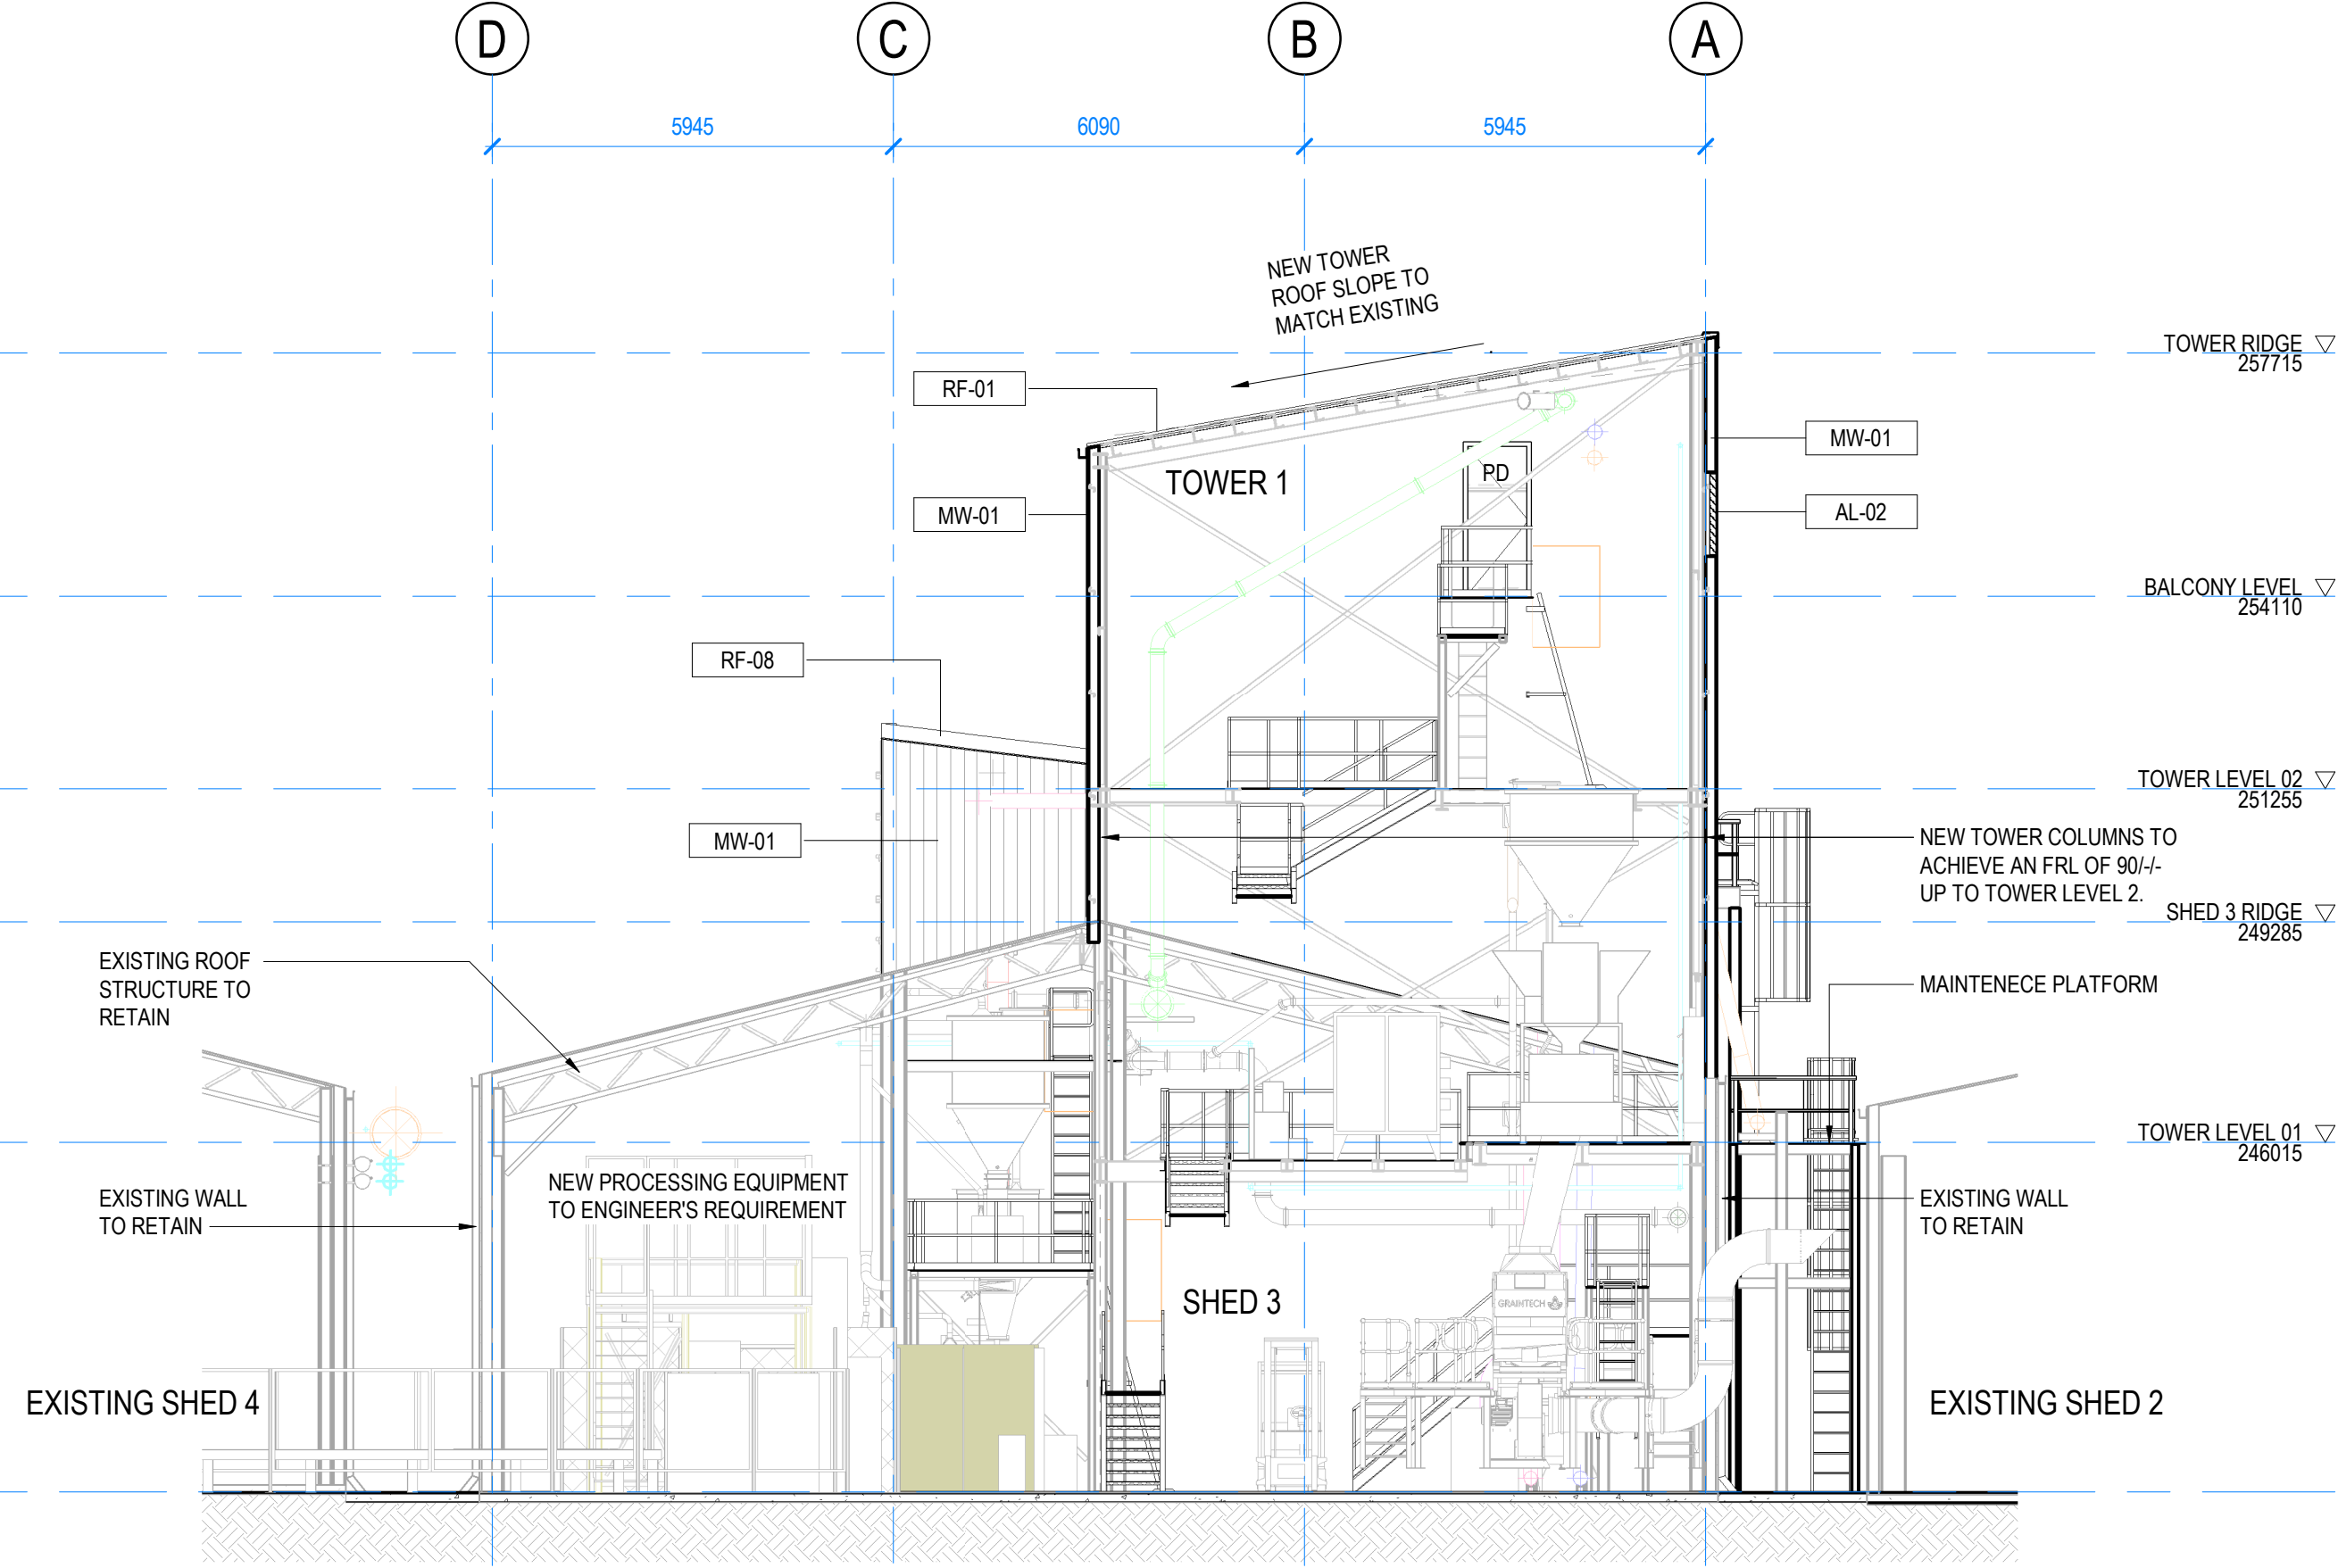 D
C
B
A
5945
6090
5945
NEW TOWER
ROOF SLOPE TO
MATCH EXISTING
TOWER RIDGE
257715
RF-01
MW-01
TOWER 1
PD
MW-01
AL-02
BALCONY LEVEL
254110
RF-08
TOWER LEVEL 02
251255
MW-01
NEW TOWER COLUMNS TO
ACHIEVE AN FRL OF 90/-/-
UP TO TOWER LEVEL 2.
SHED 3 RIDGE
249285
EXISTING ROOF
STRUCTURE TO
RETAIN
MAINTENECE PLATFORM
TOWER LEVEL 01
246015
NEW PROCESSING EQUIPMENT
TO ENGINEER'S REQUIREMENT
EXISTING WALL
TO RETAIN
EXISTING WALL
TO RETAIN
SHED 3
GRAINTECH
EXISTING SHED 4
EXISTING SHED 2